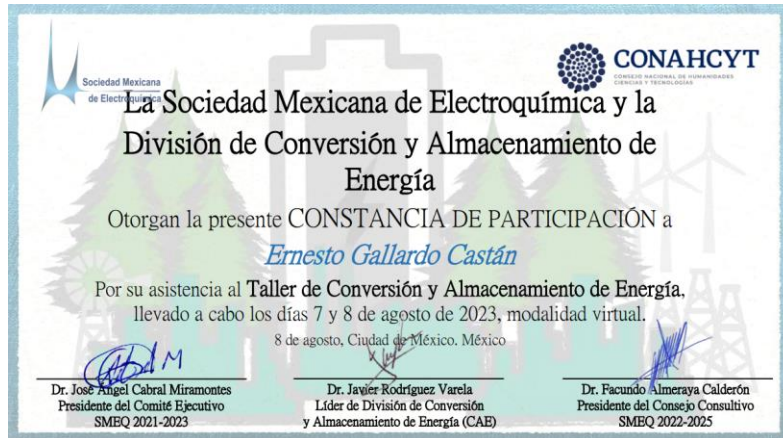 Sociedad Mexicana
de Electroquímica
CONAHCYT
CONSEJO NACIONAL DE HUMANIDADES
CIENCIAS Y TECNOLOGÍAS
La Sociedad Mexicana de Electroquímica y la
División de Conversión y Almacenamiento de
Energía
Otorgan la presente CONSTANCIA DE PARTICIPACIÓN a
Ernesto Gallardo Castán
Por su asistencia al Taller de Conversión y Almacenamiento de Energía,
llevado a cabo los días 7 y 8 de agosto de 2023, modalidad virtual.
8 de agosto, Ciudad de México. México
Dr. José Ángel Cabral Miramontes
Presidente del Comité Ejecutivo
SMEQ 2021-2023
Dr. Javier Rodríguez Varela
Líder de División de Conversión
y Almacenamiento de Energía (CAE)
Dr. Facundo Almeraya Calderón
Presidente del Consejo Consultivo
SMEQ 2022-2025